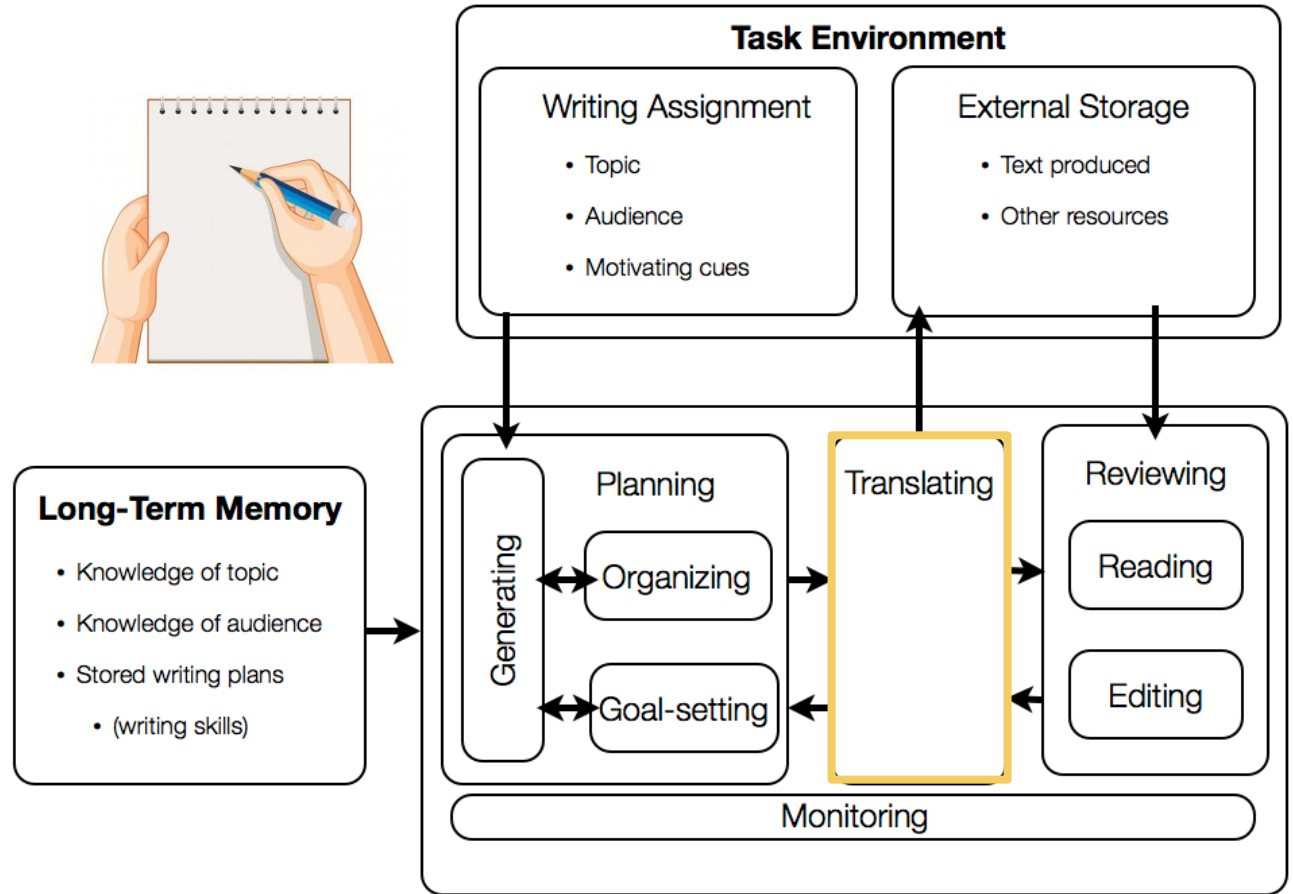 Task Environment
Writing Assignment
• Topic
• Audience
• Motivating cues
External Storage
• Text produced
• Other resources
Long-Term Memory
• Knowledge of topic
• Knowledge of audience
• Stored writing plans
• (writing skills)
Planning
Generating
Organizing
Goal-setting
Translating
Reviewing
Reading
Editing
Monitoring